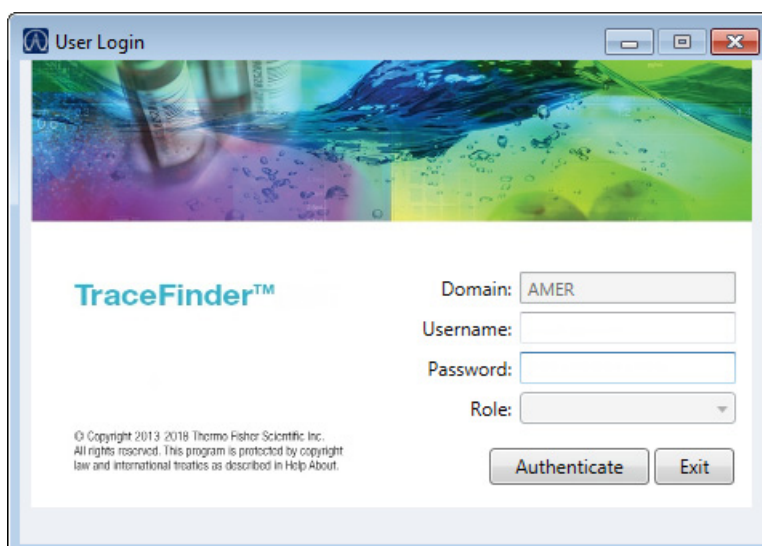 User Login
TraceFinder™
Domain: AMER
Username:
Password:
Role:
© Copyright 2013-2018 Thermo Fisher Scientific Inc.
All rights reserved. This program is protected by copyright
law and international treaties as described in Help About.
Authenticate Exit